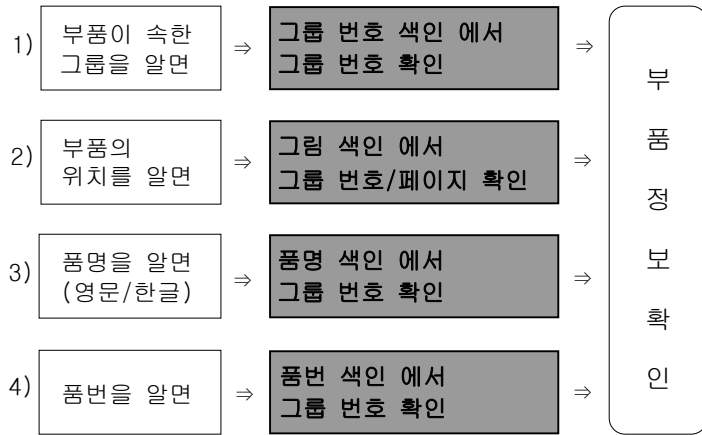 1) 부품이 속한 ⇒ 그룹 번호 색인 에서 ⇒
그룹을 알면 그룹 번호 확인
2) 부품의 ⇒ 그림 색인 에서 ⇒
위치를 알면 그룹 번호/페이지 확인
3) 품명을 알면 ⇒ 품명 색인 에서 ⇒
(영문/한글) 그룹 번호 확인
4) 품번을 알면 ⇒ 품번 색인 에서 ⇒
그룹 번호 확인
부
품
정
보
확
인